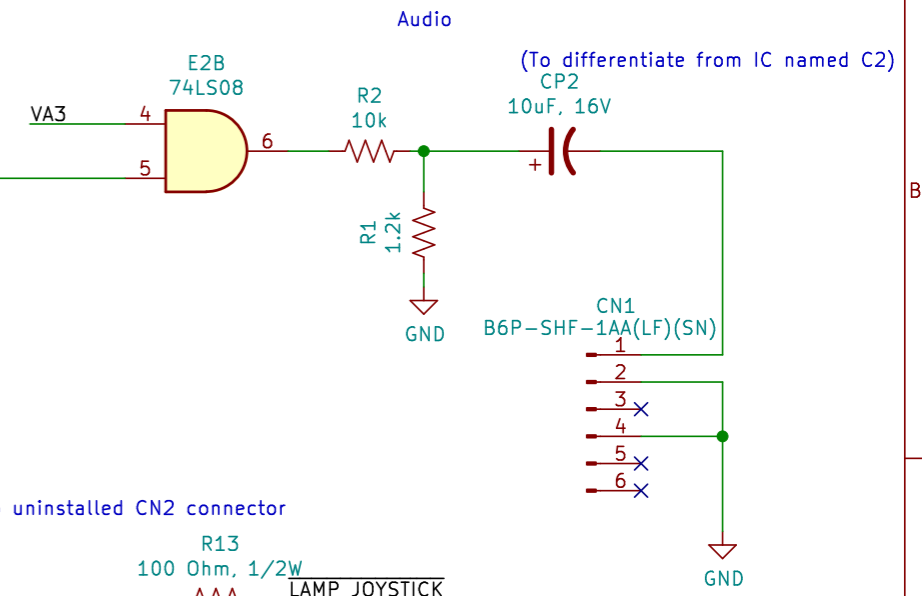 Audio
(To differentiate from IC named C2)
E2B
74LS08
CP2
10uF, 16V
R2
10k
VA3
4
6
5
+
B
R1
1.2k
GND
CN1
B6P-SHF-1AA(LF)(SN)
1
2
3
4
5
6
uninstalled CN2 connector
R13
100 Ohm, 1/2W
LAMP JOYSTICK
GND